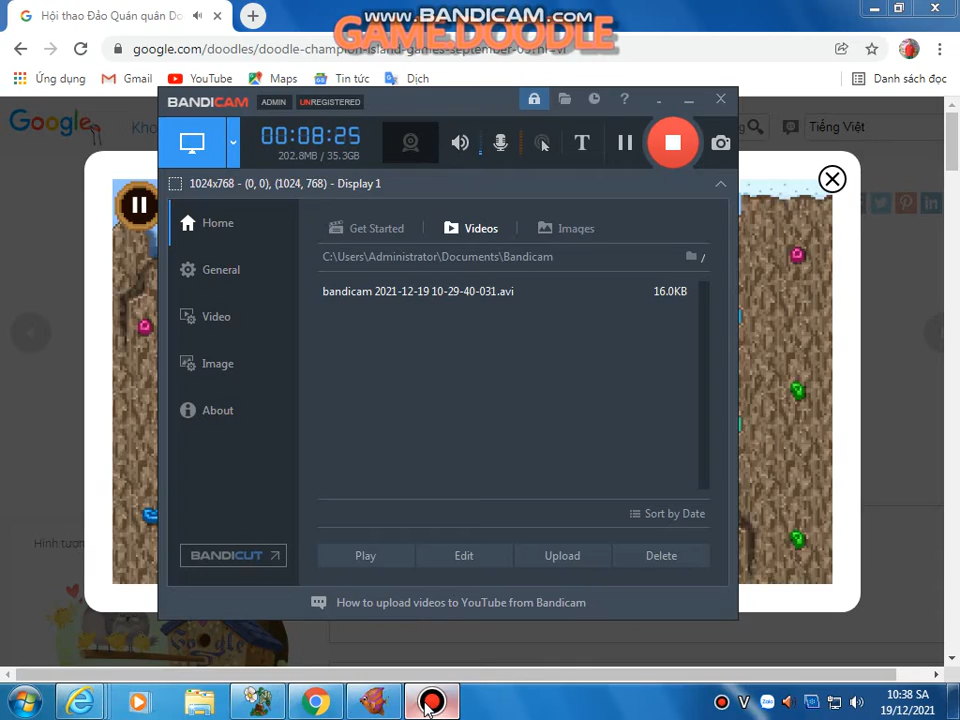 Hội thao Đảo Quán quân Do
www.BANDICAM.com
GAME DOODLE
google.com/doodles/doodle-champion-island-games-september-03?hl=vi
Ứng dụng
Gmail
YouTube
Maps
Tin tức
Dịch
Danh sách đọc
BANDICAM
ADMIN
UNREGISTERED
Google
Kho
Tiếng Việt
00:08:25
202.8MB / 35.3GB
T
1024x768 - (0, 0), (1024, 768) - Display 1
Home
Get Started
Videos
Images
C:\Users\Administrator\Documents\Bandicam
General
bandicam 2021-12-19 10-29-40-031.avi
16.0KB
Video
Image
About
Sort by Date
Hình tượn
BANDICUT
Play
Edit
Upload
Delete
How to upload videos to YouTube from Bandicam
Google
10:38 SA
19/12/2021